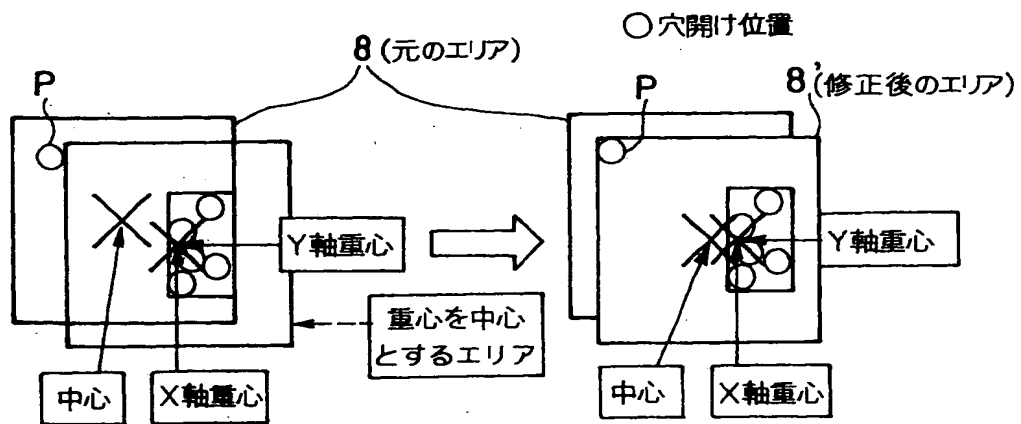 ○穴開け位置
8(元のエリア)
P
Y軸重心
重心を中心
とするエリア
中心
X軸重心
8'(修正後のエリア)
P
Y軸重心
中心
X軸重心